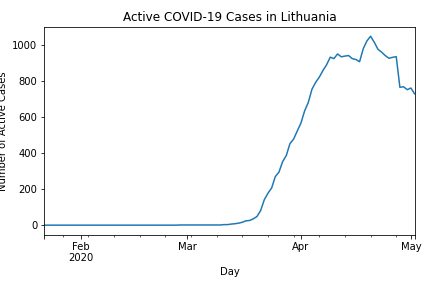 Active COVID-19 Cases in Lithuania
Number of Active Cases
1000
800
600
400
200
0
Feb
2020
Mar
Apr
May
Day